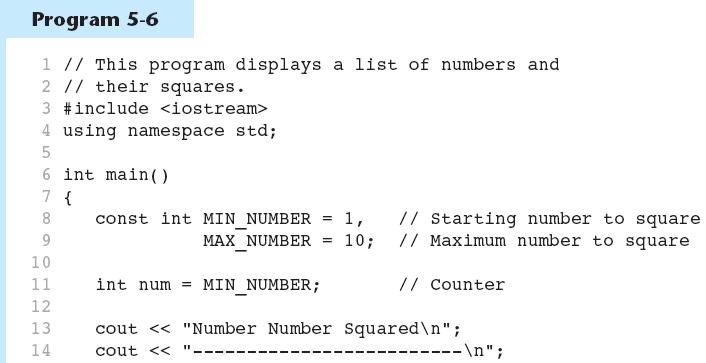 Program 5-6
1 // This program displays a list of numbers and
2 // their squares.
3 #include <iostream>
4 using namespace std;
5
6 int main()
7 {
8    const int MIN_NUMBER = 1,   // Starting number to square
9              MAX_NUMBER = 10;  // Maximum number to square
10
11    int num = MIN_NUMBER;       // Counter
12
13    cout << "Number Number Squared\n";
14    cout << "-------------------------\n";